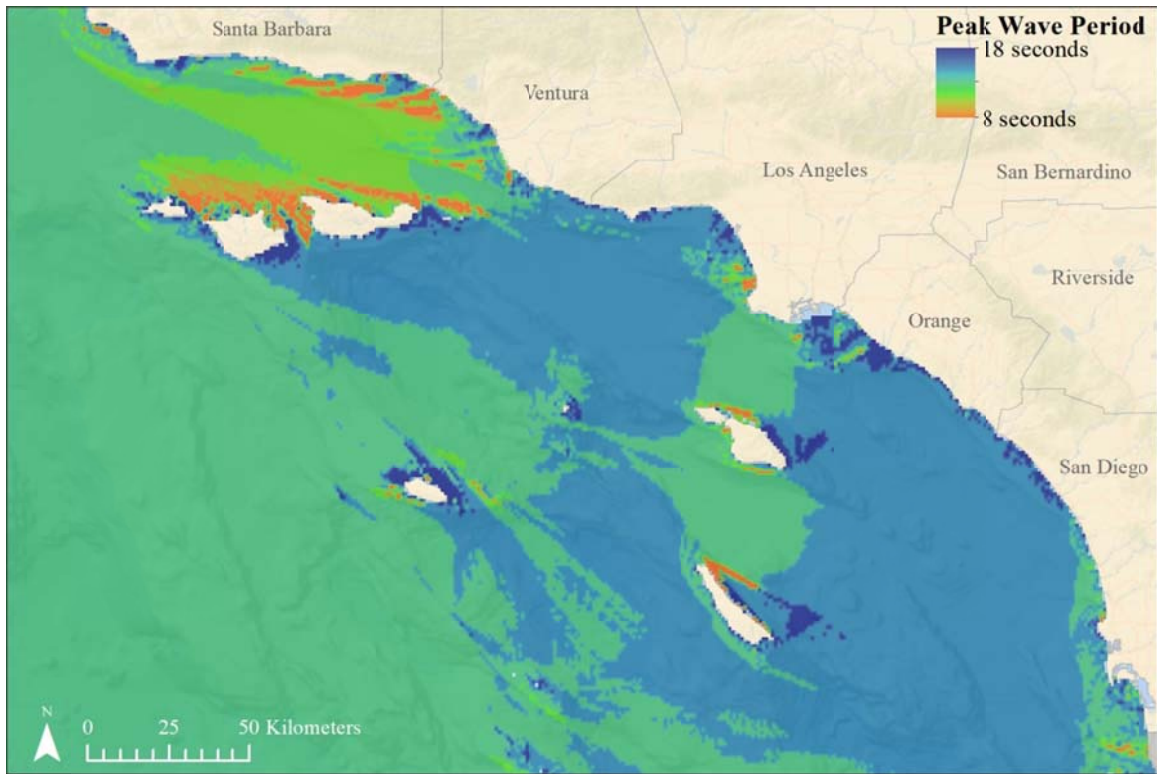 Santa Barbara
Peak Wave Period
18 seconds
8 seconds
Ventura
Los Angeles
San Bernardino
Riverside
Orange
San Diego
N
0 25 50 Kilometers